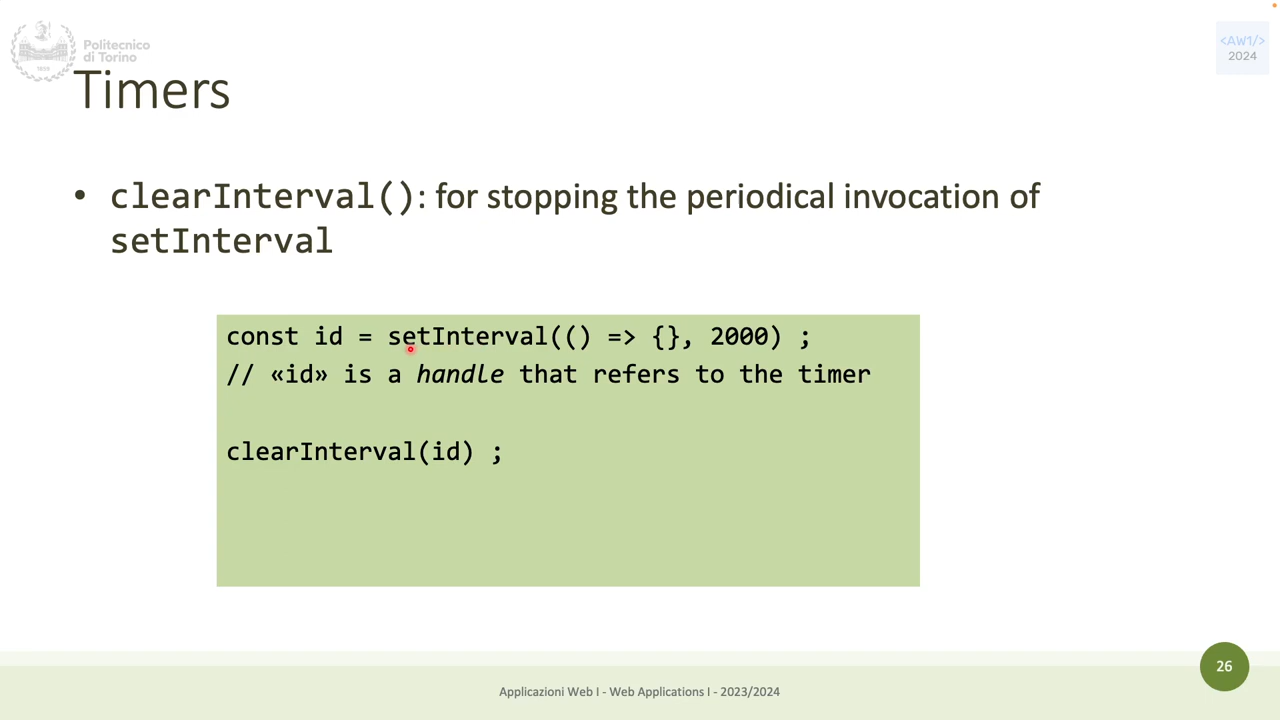 Politecnico
di Torino
1859
<AW1/>
2024
Timers
• clearInterval(): for stopping the periodical invocation of
setInterval
const id = setInterval(() => {}, 2000) ;
// «id» is a handle that refers to the timer
clearInterval(id) ;
26
Applicazioni Web I - Web Applications I - 2023/2024